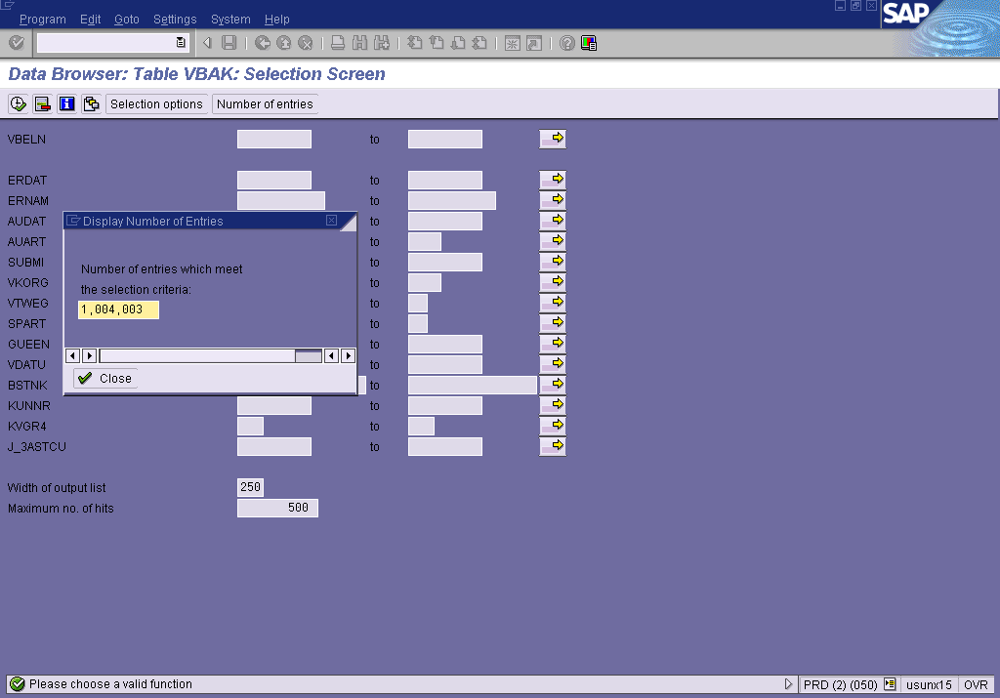 Program Edit Goto Settings System Help
SAP
Data Browser: Table VBAK: Selection Screen
Selection options Number of entries
VBELN to
ERDAT to
ERNAM to
AUDAT to
AUART to
SUBMI to
VKORG to
VTWEG to
SPART to
GUEEN to
VDATU to
BSTNK to
KUNNR to
KVGR4 to
J_3ASTCU to
Display Number of Entries
Number of entries which meet
the selection criteria:
1,004,003
Close
Width of output list 250
Maximum no. of hits 500
Please choose a valid function PRD (2) (050) usunx15 OVR